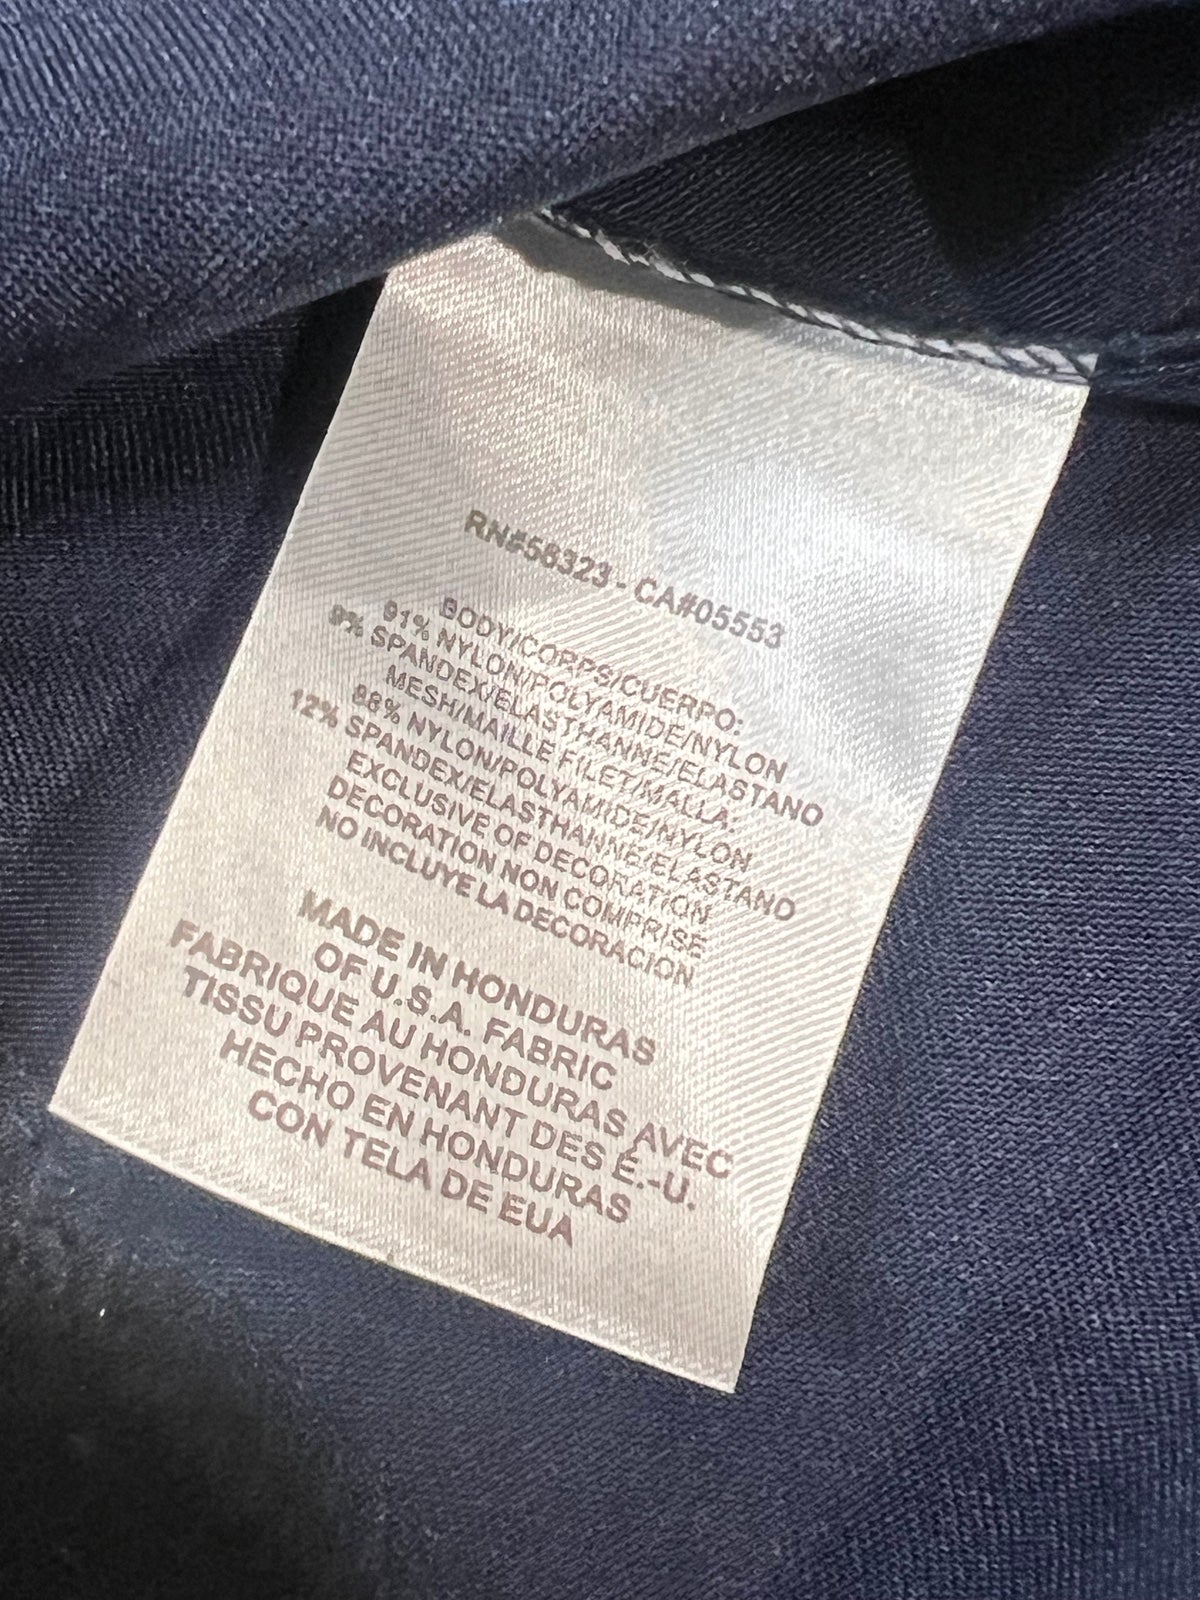 RN#56323 - CA#05553
BODY/CORPS/CUERPO:
91% NYLON/POLYAMIDE/NYLON
9% SPANDEX/ELASTHANNE/ELASTANO
MESH/MAILLE FILET/MALLA:
88% NYLON/POLYAMIDE/NYLON
12% SPANDEX/ELASTHANNE/ELASTANO
EXCLUSIVE OF DECORATION
DECORATION NON COMPRISE
NO INCLUYE LA DECORACION
MADE IN HONDURAS
OF U.S.A. FABRIC
FABRIQUE AU HONDURAS AVEC
TISSU PROVENANT DES É.-U.
HECHO EN HONDURAS
CON TELA DE EUA